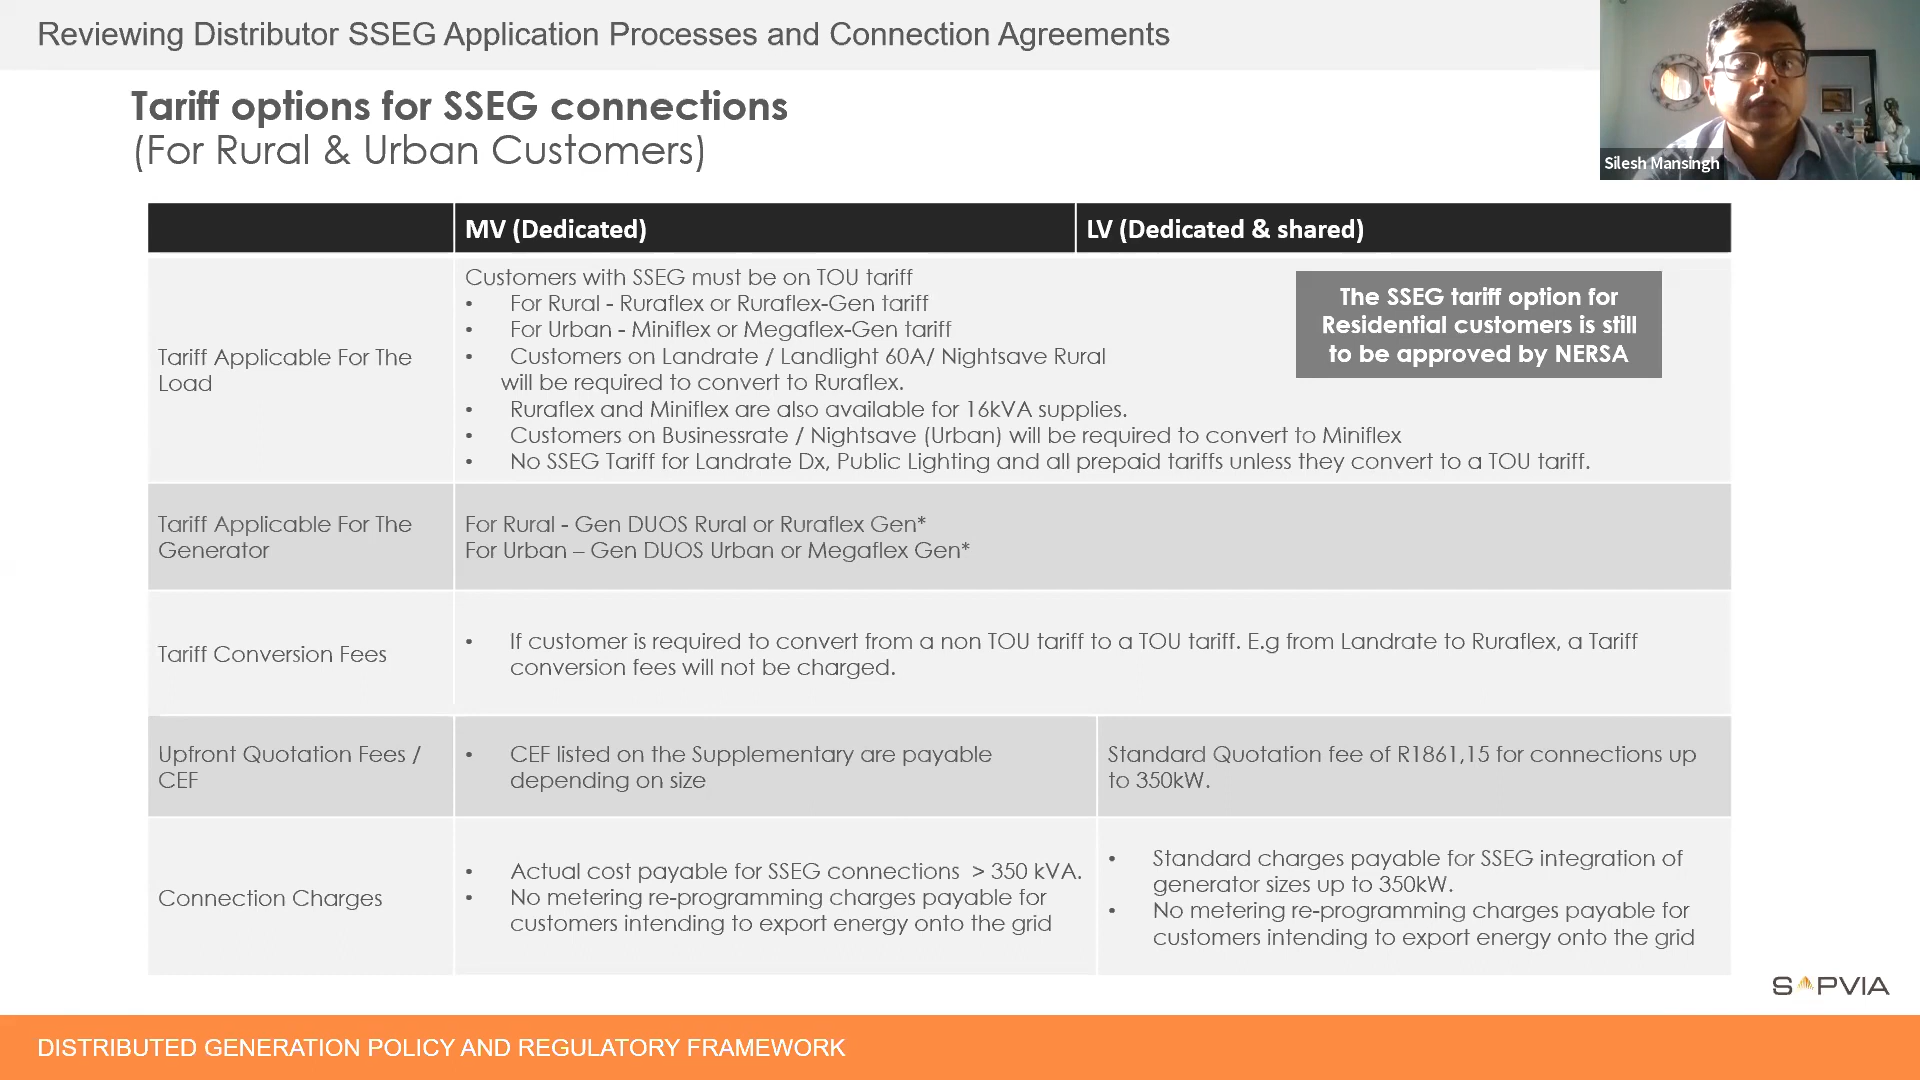 Reviewing Distributor SSEG Application Processes and Connection Agreements
Silesh Mansingh
Tariff options for SSEG connections
(For Rural & Urban Customers)
MV (Dedicated)
LV (Dedicated & shared)
Tariff Applicable For The
Load
Customers with SSEG must be on TOU tariff
• For Rural - Ruraflex or Ruraflex-Gen tariff
• For Urban - Miniflex or Megaflex-Gen tariff
• Customers on Landrate / Landlight 60A/ Nightsave Rural
will be required to convert to Ruraflex.
• Ruraflex and Miniflex are also available for 16kVA supplies.
• Customers on Businessrate / Nightsave (Urban) will be required to convert to Miniflex
• No SSEG Tariff for Landrate Dx, Public Lighting and all prepaid tariffs unless they convert to a TOU tariff.
The SSEG tariff option for
Residential customers is still
to be approved by NERSA
Tariff Applicable For The
Generator
For Rural - Gen DUOS Rural or Ruraflex Gen*
For Urban – Gen DUOS Urban or Megaflex Gen*
Tariff Conversion Fees
• If customer is required to convert from a non TOU tariff to a TOU tariff. E.g from Landrate to Ruraflex, a Tariff
conversion fees will not be charged.
Upfront Quotation Fees /
CEF
• CEF listed on the Supplementary are payable
depending on size
Standard Quotation fee of R1861,15 for connections up
to 350kW.
Connection Charges
• Actual cost payable for SSEG connections > 350 kVA.
• No metering re-programming charges payable for
customers intending to export energy onto the grid
• Standard charges payable for SSEG integration of
generator sizes up to 350kW.
• No metering re-programming charges payable for
customers intending to export energy onto the grid
SAPVIA
DISTRIBUTED GENERATION POLICY AND REGULATORY FRAMEWORK